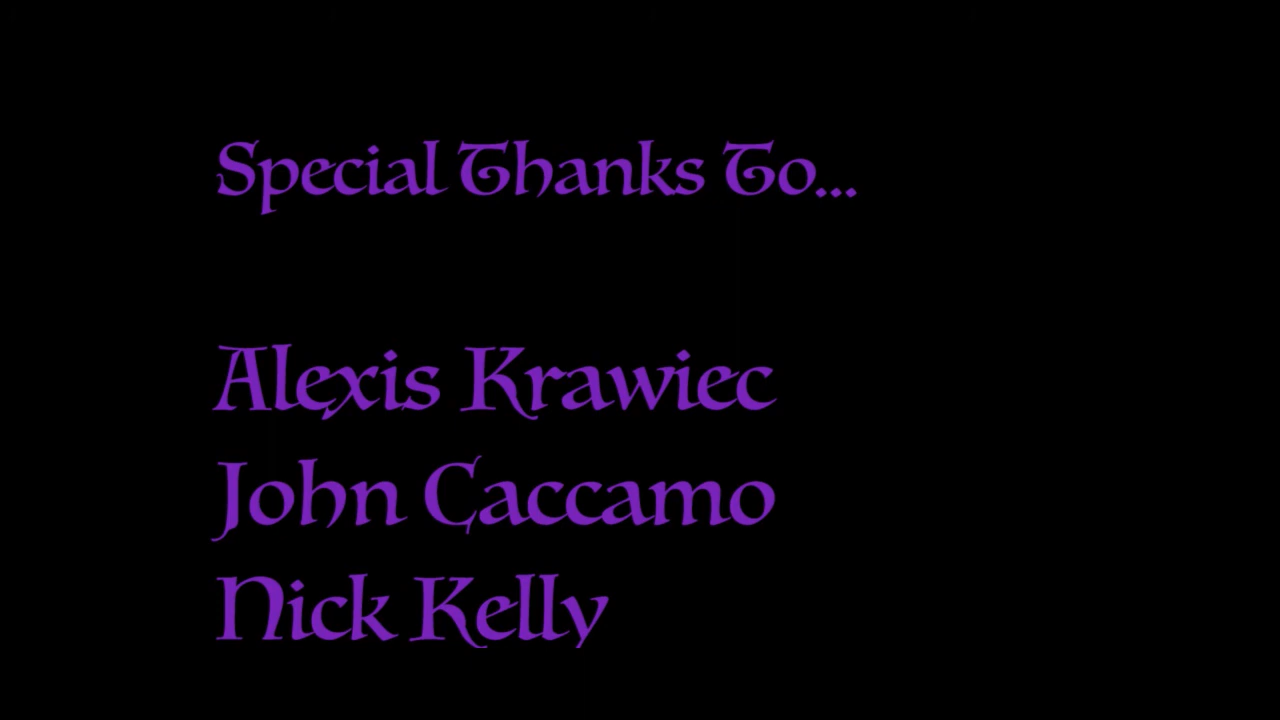 Special Thanks To...
Alexis Krawiec
John Caccamo
Nick Kelly